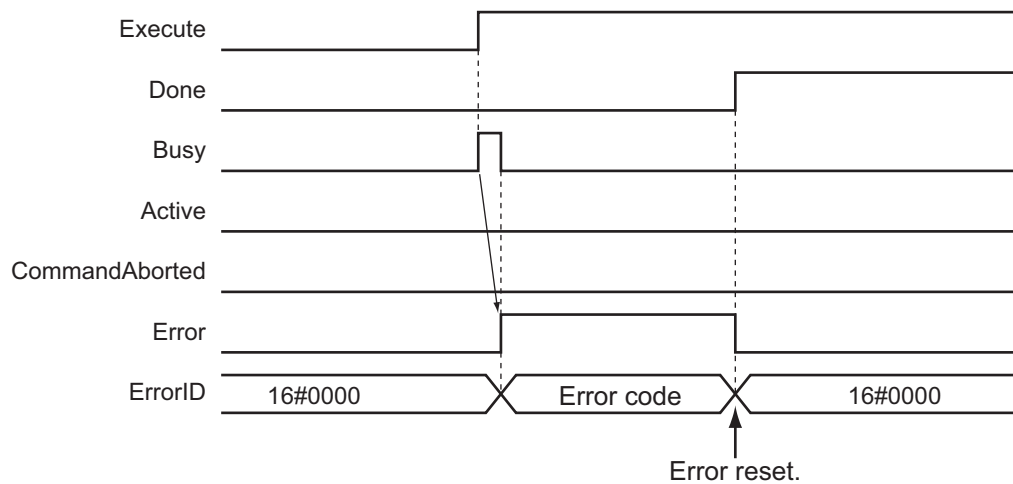 Execute
Done
Busy
Active
CommandAborted
Error
ErrorID
16#0000 Error code 16#0000
Error reset.